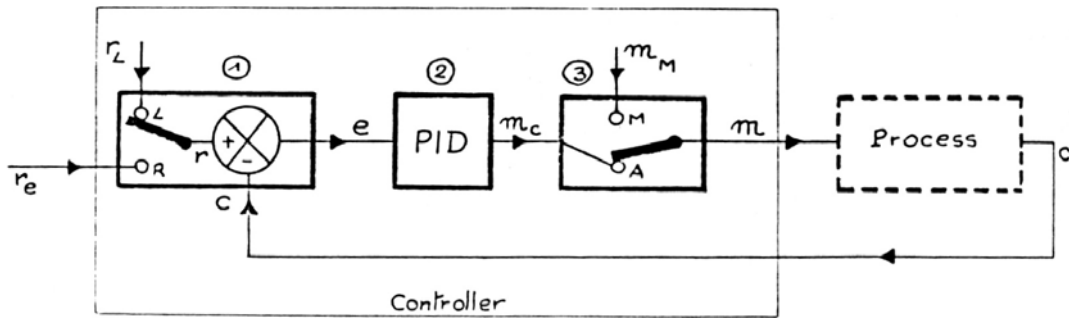 r_L
①
②
③
m_M
L
r
+
-
R
r_e
e
PID
m_c
M
A
m
Process
c
c
Controller